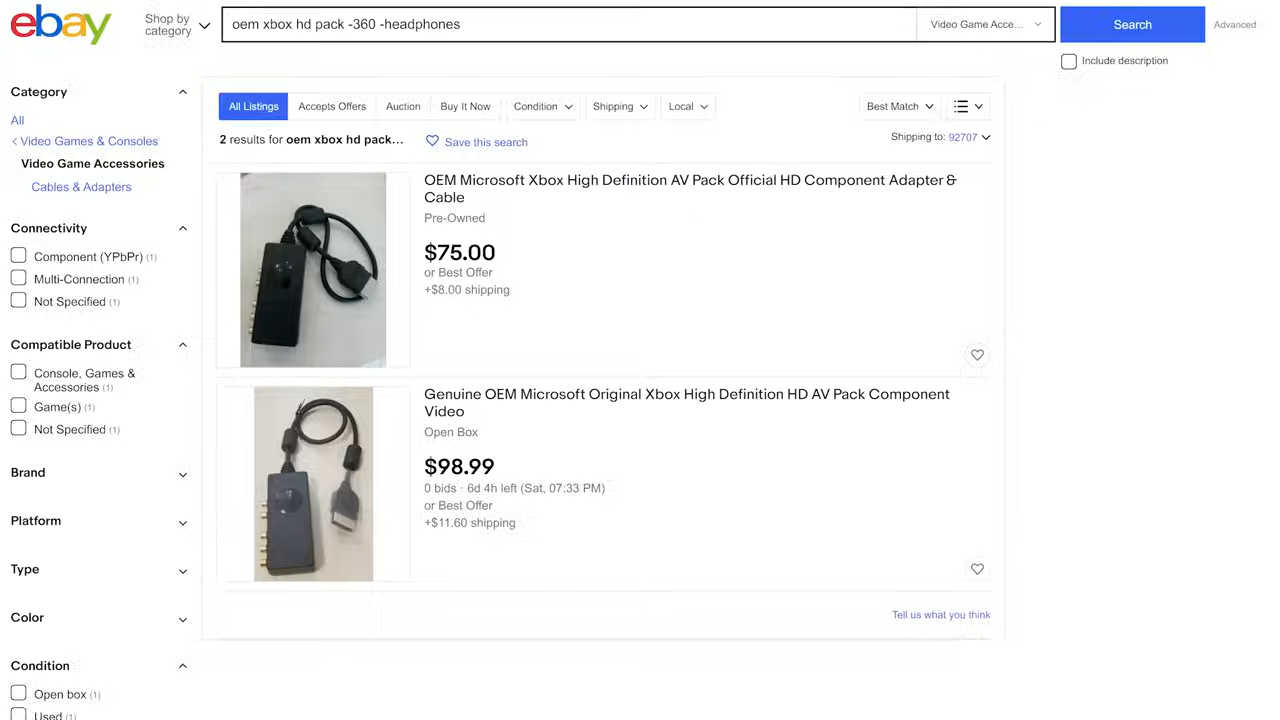 ebay
Shop by
category
oem xbox hd pack -360 -headphones
Video Game Acce...
Search
Advanced
Include description
Category
All
Video Games & Consoles
Video Game Accessories
Cables & Adapters
Connectivity
Component (YPbPr) (1)
Multi-Connection (1)
Not Specified (1)
Compatible Product
Console, Games &
Accessories (1)
Game(s) (1)
Not Specified (1)
Brand
Platform
Type
Color
Condition
Open box (1)
Used (1)
All Listings
Accepts Offers
Auction
Buy It Now
Condition
Shipping
Local
Best Match
2 results for oem xbox hd pack...
Save this search
Shipping to: 92707
OEM Microsoft Xbox High Definition AV Pack Official HD Component Adapter &
Cable
Pre-Owned
$75.00
or Best Offer
+$8.00 shipping
Genuine OEM Microsoft Original Xbox High Definition HD AV Pack Component
Video
Open Box
$98.99
0 bids · 6d 4h left (Sat, 07:33 PM)
or Best Offer
+$11.60 shipping
Tell us what you think